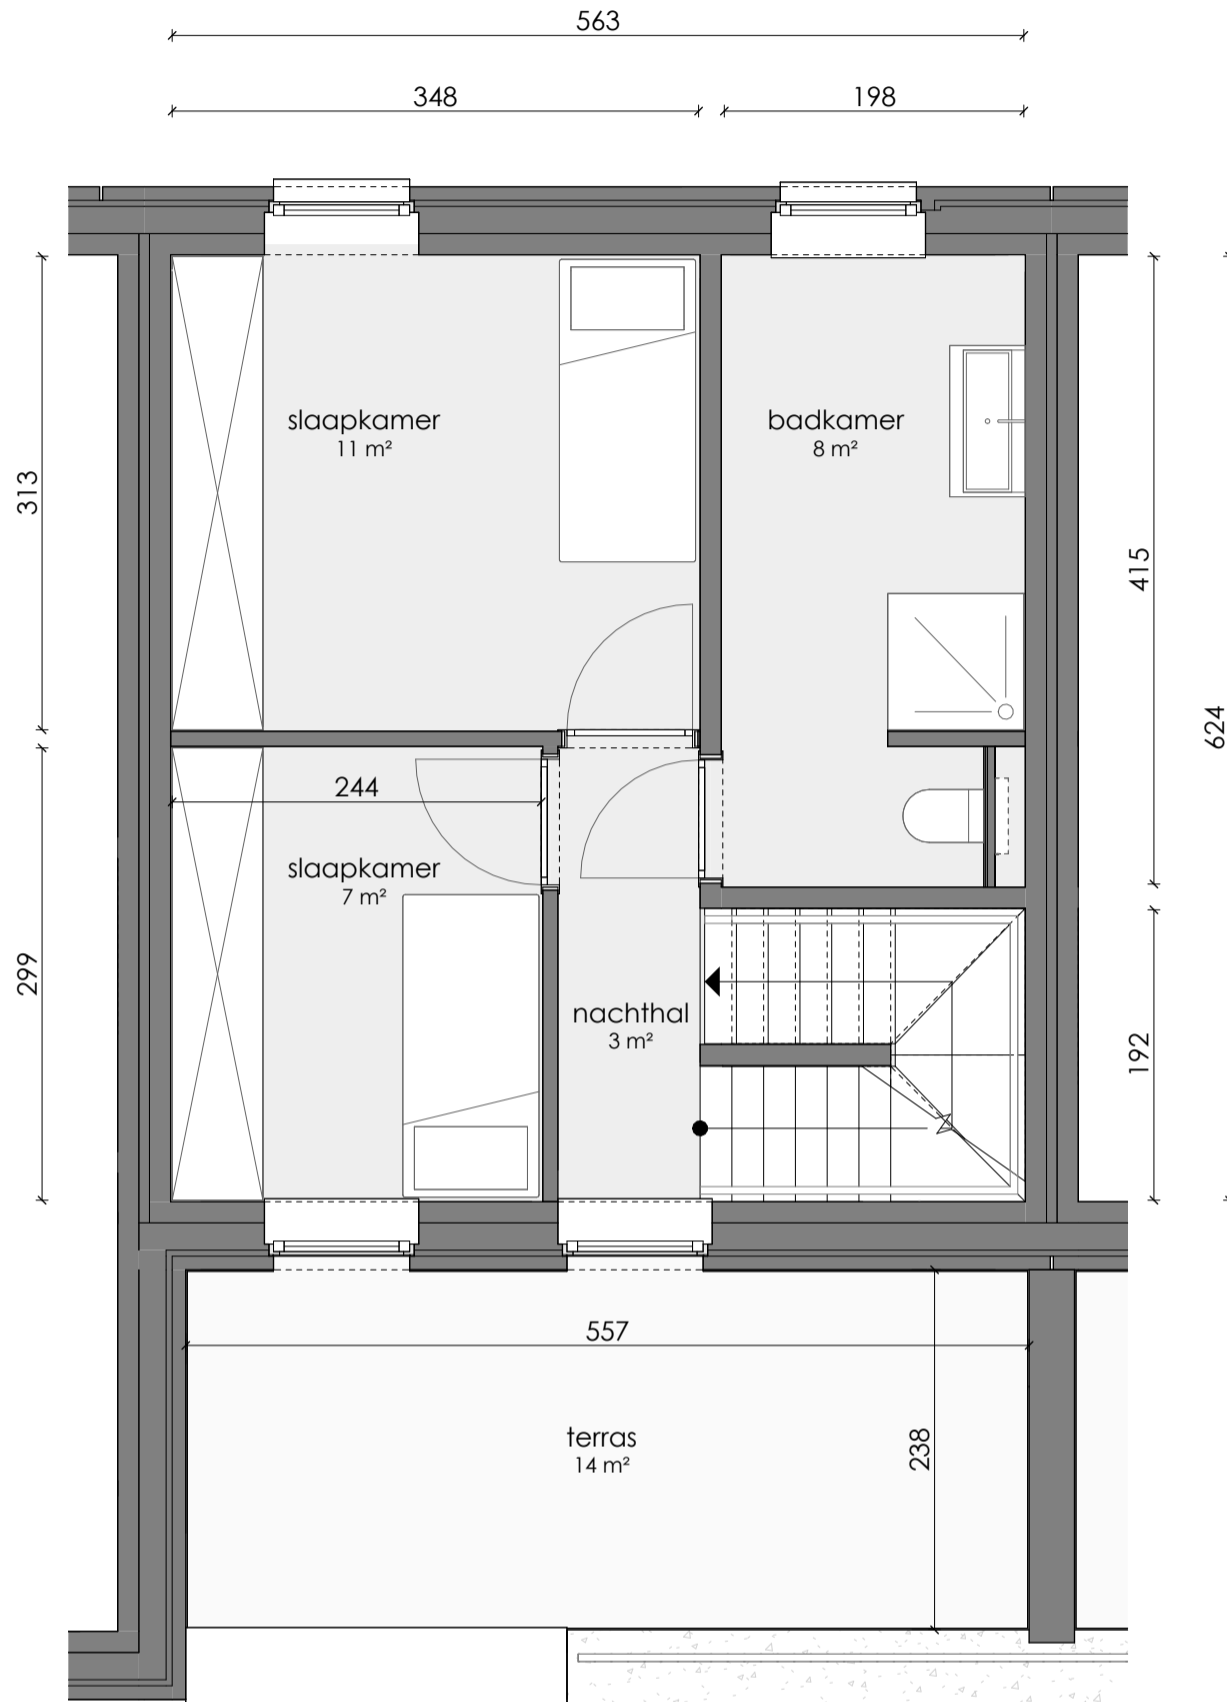 563
348
198
slaapkamer
11 m²
badkamer
8 m²
313
415
624
244
slaapkamer
7 m²
299
nachthal
3 m²
192
557
terras
14 m²
238